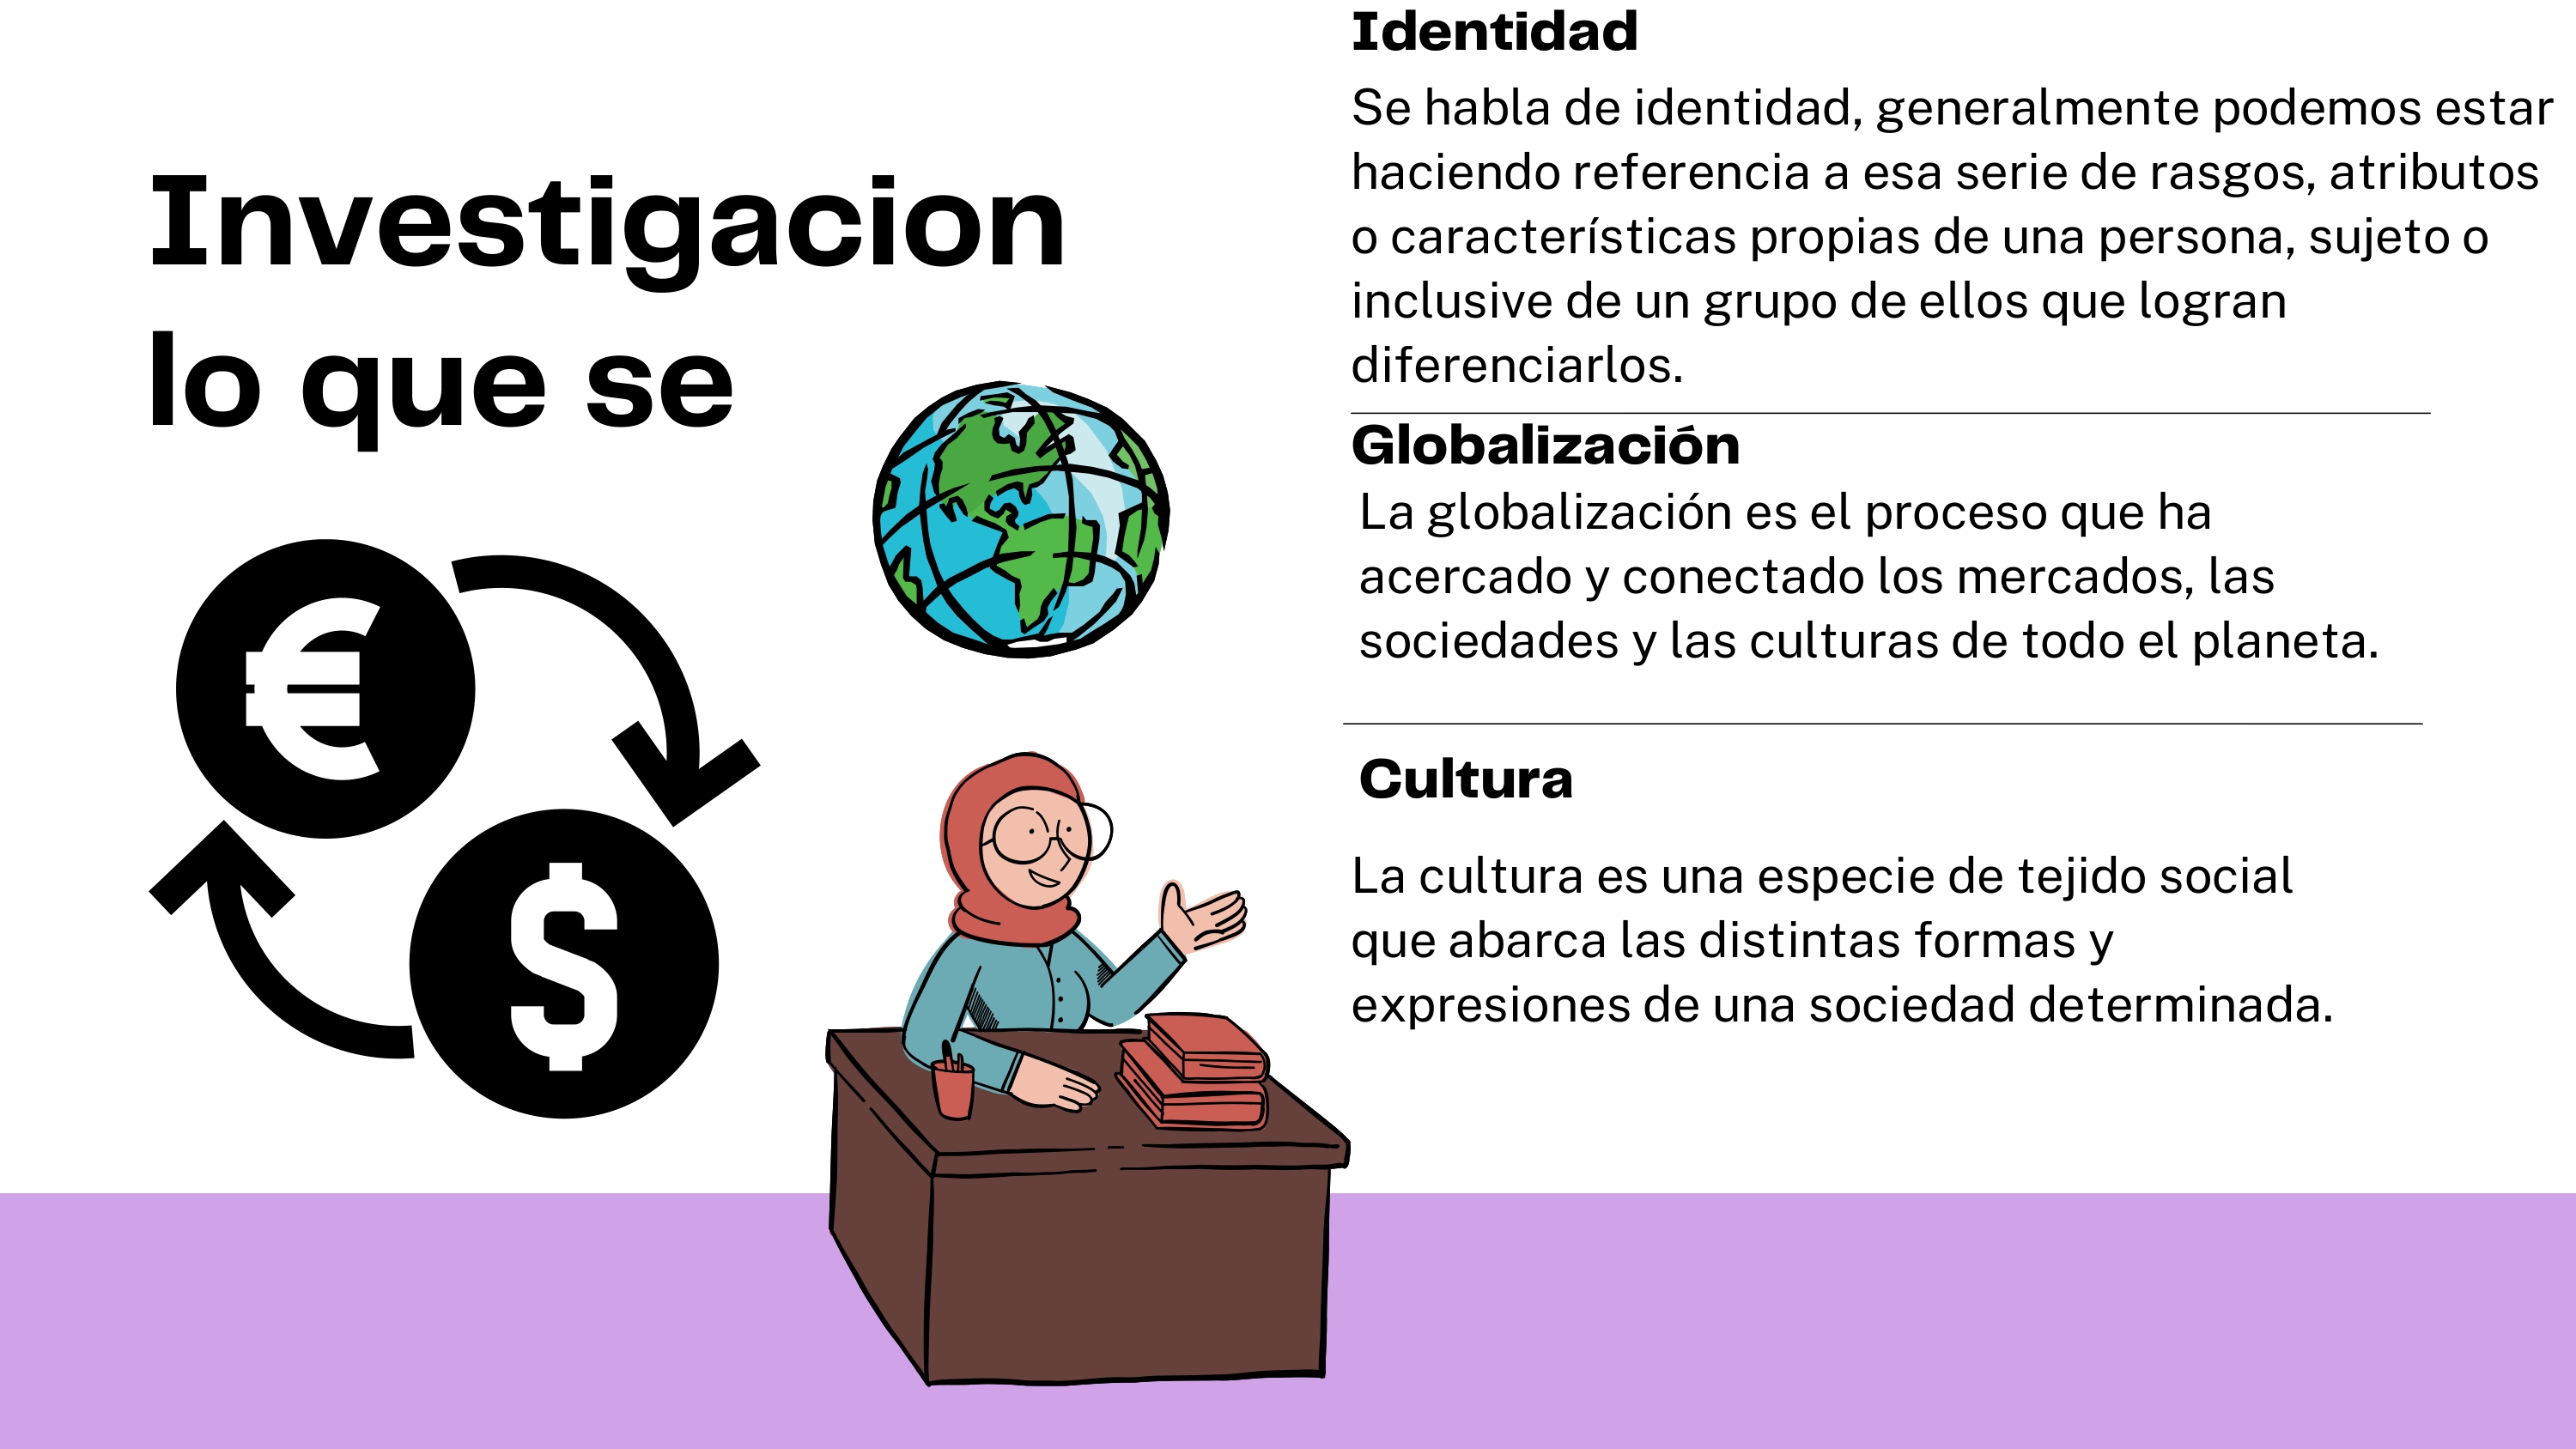 Investigacion
lo que se
Identidad
Se habla de identidad, generalmente podemos estar
haciendo referencia a esa serie de rasgos, atributos
o características propias de una persona, sujeto o
inclusive de un grupo de ellos que logran
diferenciarlos.
Globalización
La globalización es el proceso que ha
acercado y conectado los mercados, las
sociedades y las culturas de todo el planeta.
Cultura
La cultura es una especie de tejido social
que abarca las distintas formas y
expresiones de una sociedad determinada.
€
$